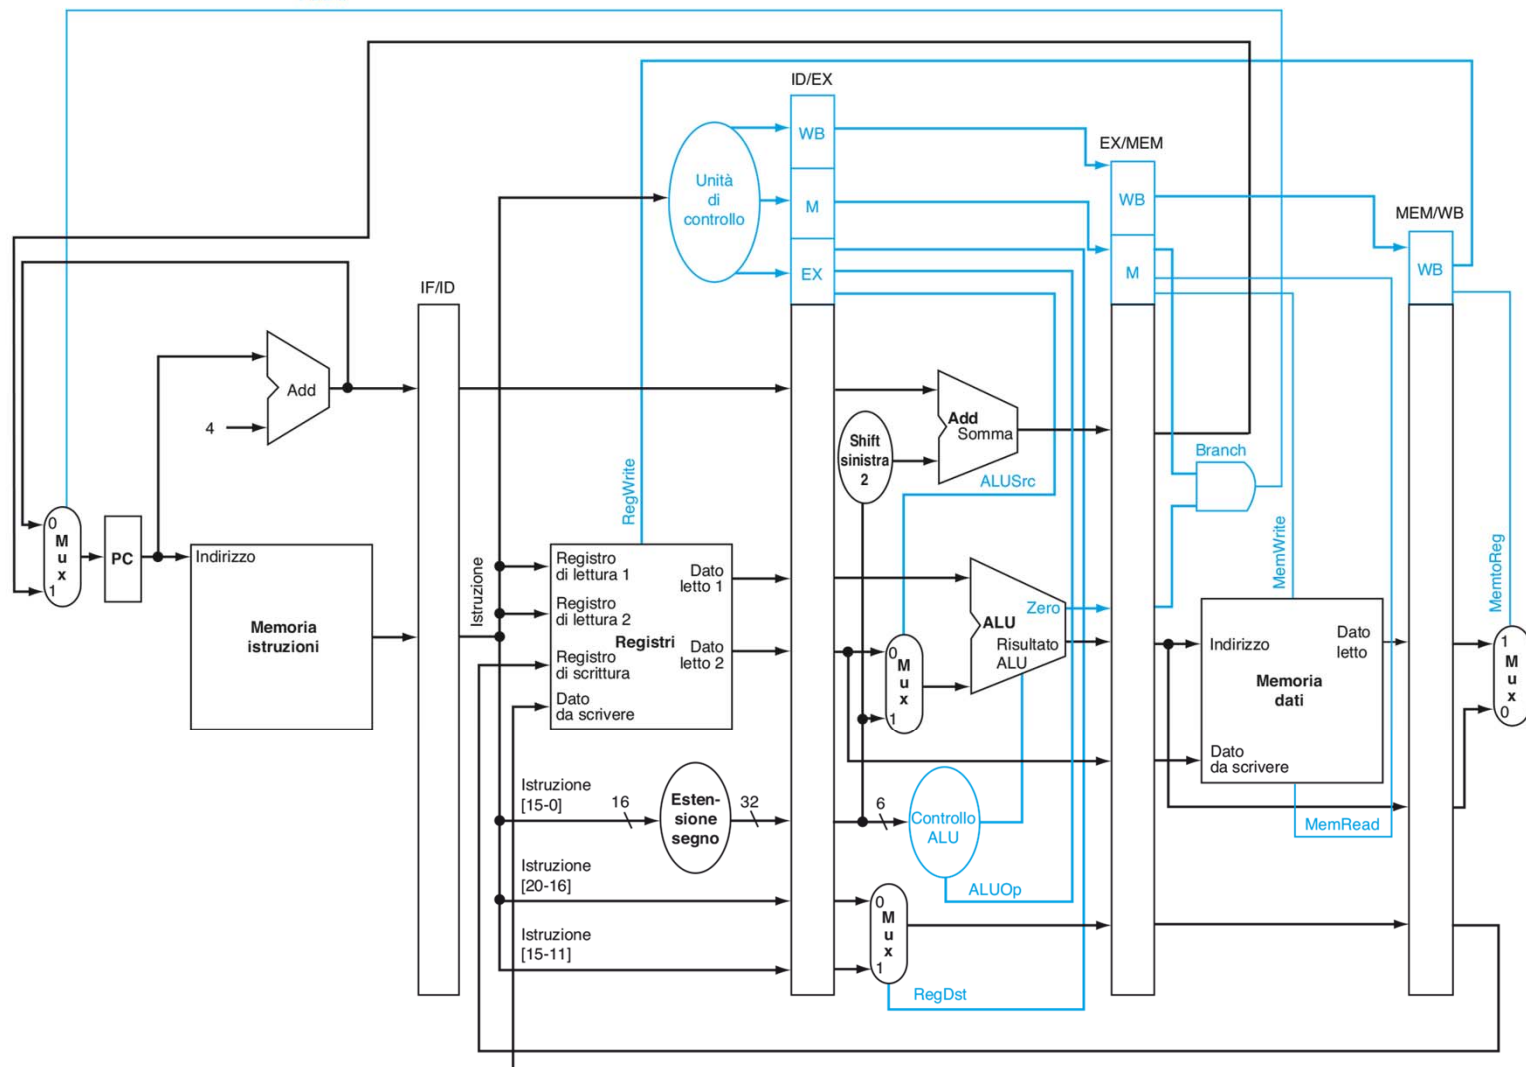 ID/EX
WB
EX/MEM
Unità
di
controllo
M
WB
MEM/WB
EX
M
WB
IF/ID
Add
4
Add
Somma
Shift
sinistra
2
Branch
ALUSrc
RegWrite
MemWrite
MemtoReg
0
M
u
x
1
PC
Indirizzo
Memoria
istruzioni
Istruzione
Registro
di lettura 1
Registro
di lettura 2
Registro
di scrittura
Dato
da scrivere
Registri
Dato
letto 1
Dato
letto 2
0
M
u
x
1
Zero
ALU
Risultato
ALU
Indirizzo
Dato
letto
Memoria
dati
Dato
da scrivere
1
M
u
x
0
Istruzione
[15-0]
16
Esten-
sione
segno
32
6
Controllo
ALU
MemRead
Istruzione
[20-16]
ALUOp
0
M
u
x
1
Istruzione
[15-11]
RegDst